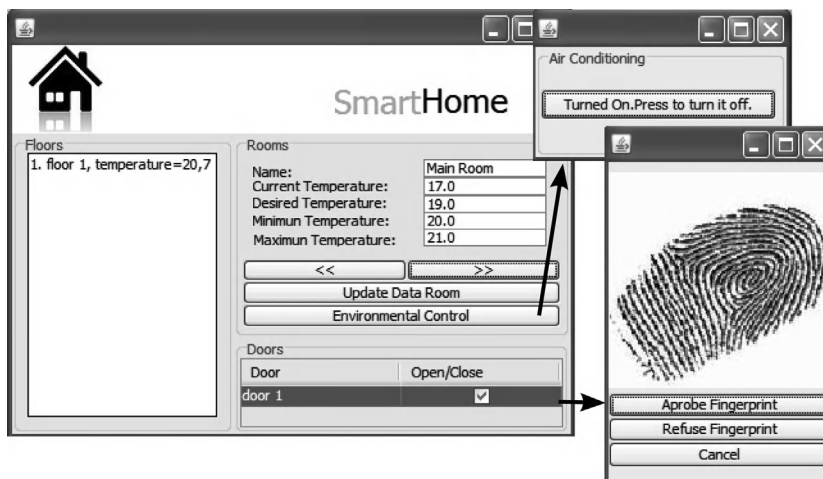 SmartHome
Floors
1. floor 1, temperature=20,7
Rooms
Name: Main Room
Current Temperature: 17.0
Desired Temperature: 19.0
Minimun Temperature: 20.0
Maximun Temperature: 21.0
<< >>
Update Data Room
Environmental Control
Doors
Door Open/Close
door 1
Air Conditioning
Turned On.Press to turn it off.
Aprobe Fingerprint
Refuse Fingerprint
Cancel